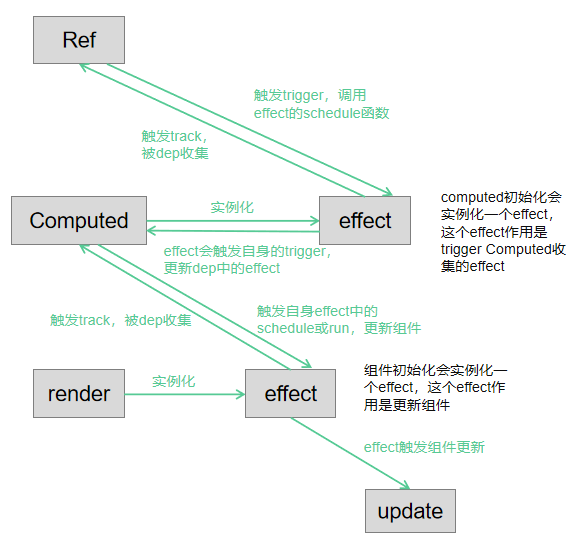 Ref
触发trigger，调用
effect的schedule函数
触发track，
被dep收集
Computed
实例化
effect
computed初始化会
实例化一个effect，
这个effect作用是
trigger Computed收
集的effect
effect会触发自身的trigger，
更新dep中的effect
触发track，被dep收集
触发自身effect中的
schedule或run，更新组件
render
实例化
effect
组件初始化会实例化一
个effect，这个effect作
用是更新组件
effect触发组件更新
update